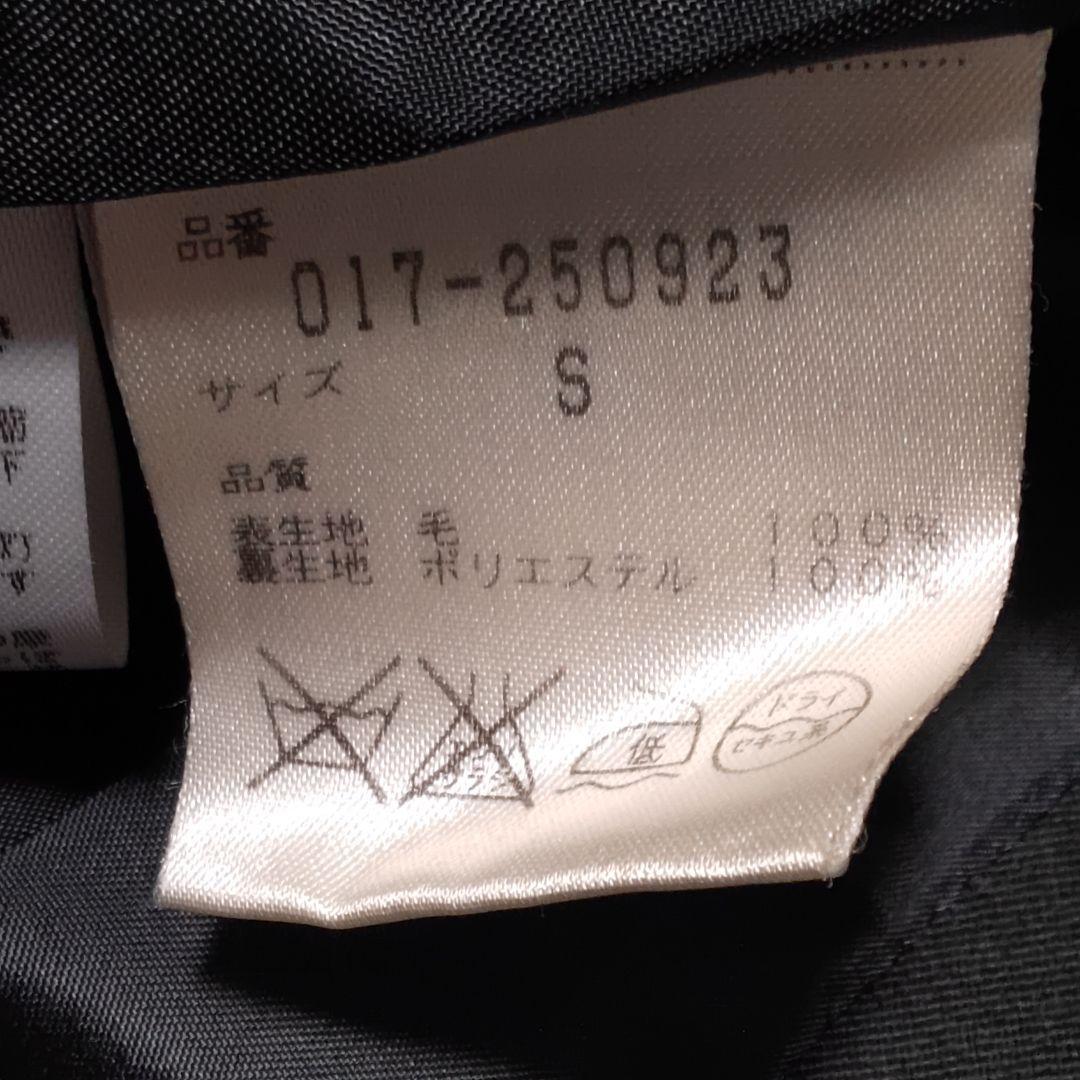 品番
017-250923
サイズ S
品質
表生地 毛 100%
裏生地 ポリエステル 100%
低
ドライ
セキユ系